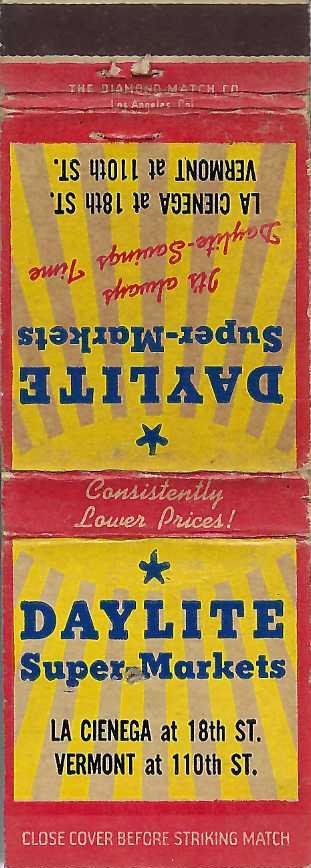 THE DIAMOND MATCH CO.
Los Angeles, Cal.
DAYLITE
Super-Markets
It's always
Daylite-Savings Time
LA CIENEGA at 18th ST.
VERMONT at 110th ST.
Consistently
Lower Prices!
DAYLITE
Super-Markets
LA CIENEGA at 18th ST.
VERMONT at 110th ST.
CLOSE COVER BEFORE STRIKING MATCH